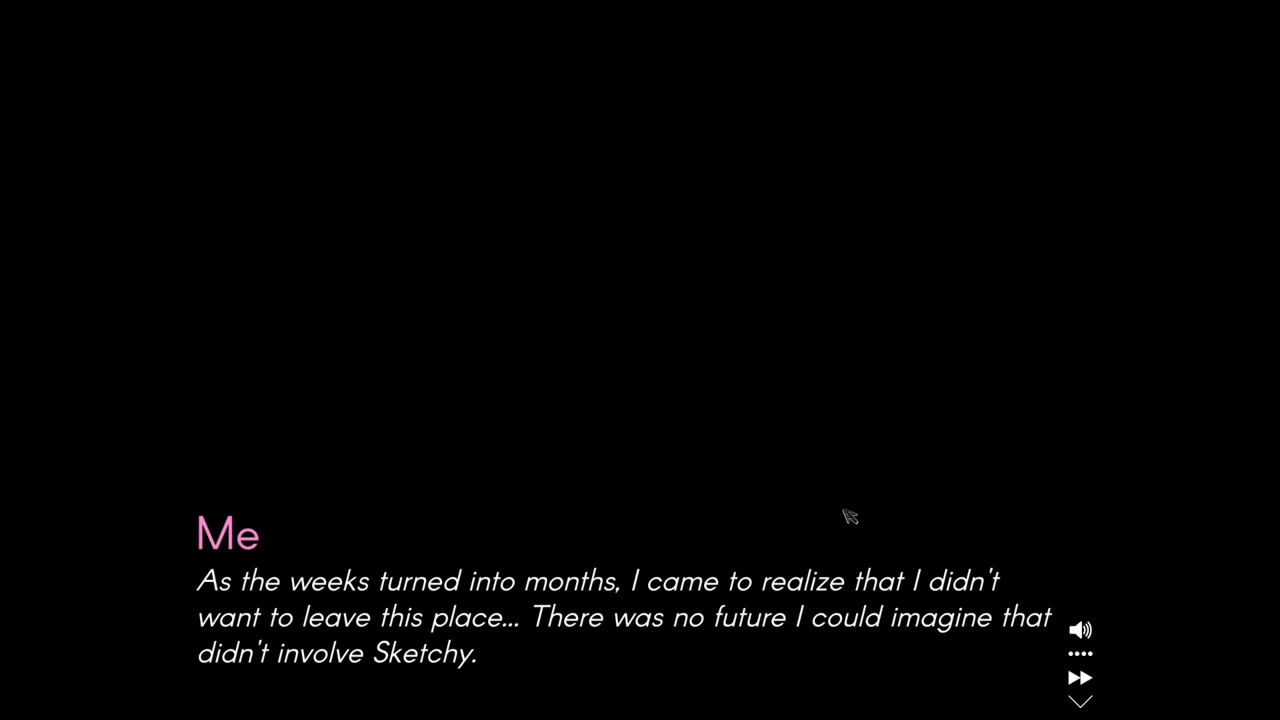 Me
As the weeks turned into months, I came to realize that I didn't
want to leave this place... There was no future I could imagine that
didn't involve Sketchy.